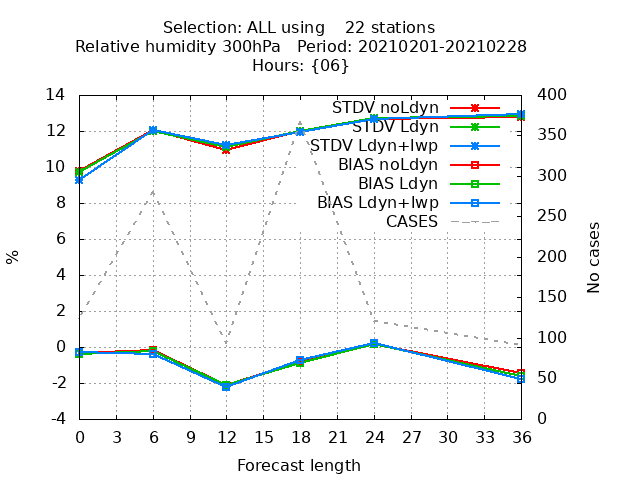 Selection: ALL using    22 stations
Relative humidity 300hPa   Period: 20210201-20210228
Hours: {06}
14
12
10
8
6
4
2
0
-2
-4
%
STDV noLdyn
STDV Ldyn
STDV Ldyn+lwp
BIAS noLdyn
BIAS Ldyn
BIAS Ldyn+lwp
CASES
400
350
300
250
200
150
100
50
0
No cases
0 3 6 9 12 15 18 21 24 27 30 33 36
Forecast length